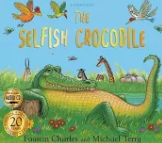 THE
SELFISH CROCODILE
20
Faustin Charles and Michael Terry